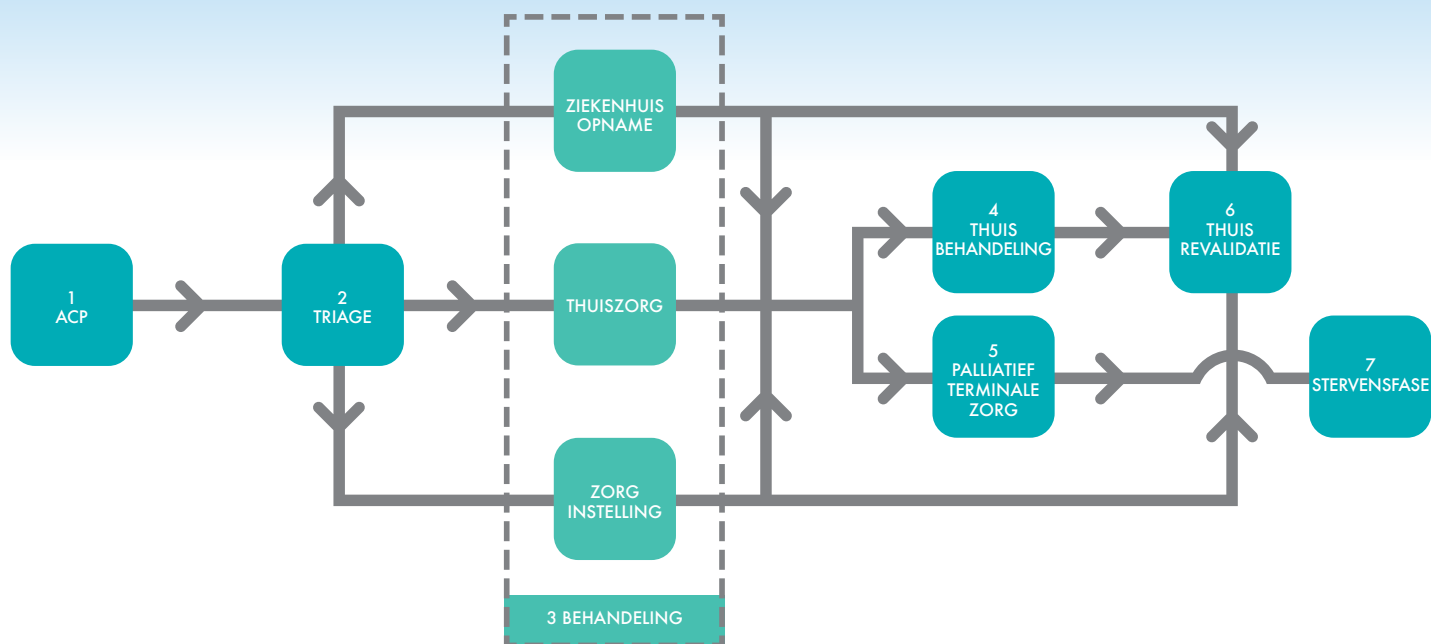 1
ACP
2
TRIAGE
ZIEKENHUIS
OPNAME
THUISZORG
ZORG
INSTELLING
3 BEHANDELING
4
THUIS
BEHANDELING
5
PALLIATIEF
TERMINALE
ZORG
6
THUIS
REVALIDATIE
7
STERVENSFASE